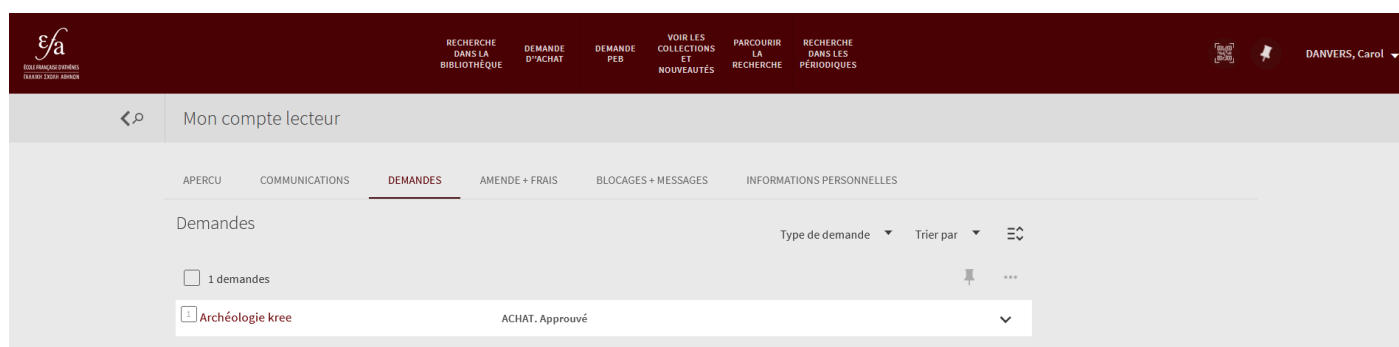 εfa
ÉCOLE FRANÇAISE D'ATHÈNES
ΓΑΛΛΙΚΗ ΣΧΟΛΗ ΑΘΗΝΩΝ
RECHERCHE
DANS LA
BIBLIOTHÈQUE
DEMANDE
D''ACHAT
DEMANDE
PEB
VOIR LES
COLLECTIONS
ET
NOUVEAUTÉS
PARCOURIR
LA
RECHERCHE
RECHERCHE
DANS LES
PÉRIODIQUES
DANVERS, Carol
Mon compte lecteur
APERCU COMMUNICATIONS DEMANDES AMENDE + FRAIS BLOCAGES + MESSAGES INFORMATIONS PERSONNELLES
Demandes
Type de demande Trier par
1 demandes
1 Archéologie kree ACHAT. Approuvé